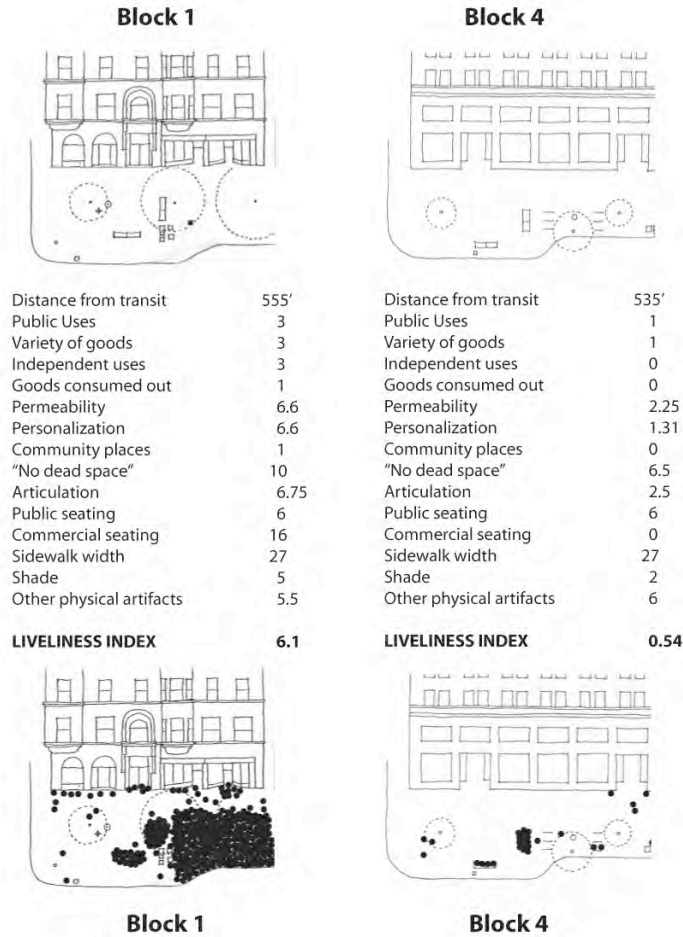 Block 1
Block 4
Distance from transit 555′
Public Uses 3
Variety of goods 3
Independent uses 3
Goods consumed out 1
Permeability 6.6
Personalization 6.6
Community places 1
“No dead space” 10
Articulation 6.75
Public seating 6
Commercial seating 16
Sidewalk width 27
Shade 5
Other physical artifacts 5.5
LIVELINESS INDEX 6.1
Distance from transit 535′
Public Uses 1
Variety of goods 1
Independent uses 0
Goods consumed out 0
Permeability 2.25
Personalization 1.31
Community places 0
“No dead space” 6.5
Articulation 2.5
Public seating 6
Commercial seating 0
Sidewalk width 27
Shade 2
Other physical artifacts 6
LIVELINESS INDEX 0.54
Block 1
Block 4